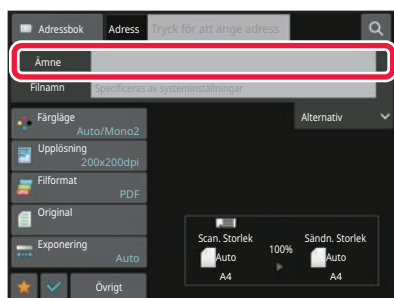 Adressbok Adress Tryck för att ange adress
Ämne
Filnamn Specificeras av systeminställningar
Färgläge
Auto/Mono2
Alternativ
Upplösning
200x200dpi
Filformat
PDF
Original
Exponering
Auto
Scan. Storlek 100% Sändn. Storlek
Auto Auto
A4 A4
Övrigt